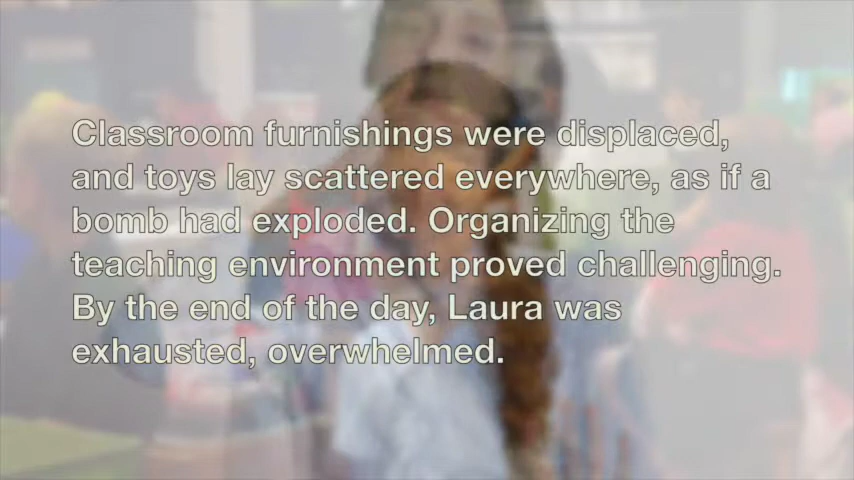 Classroom furnishings were displaced,
and toys lay scattered everywhere, as if a
bomb had exploded. Organizing the
teaching environment proved challenging.
By the end of the day, Laura was
exhausted, overwhelmed.